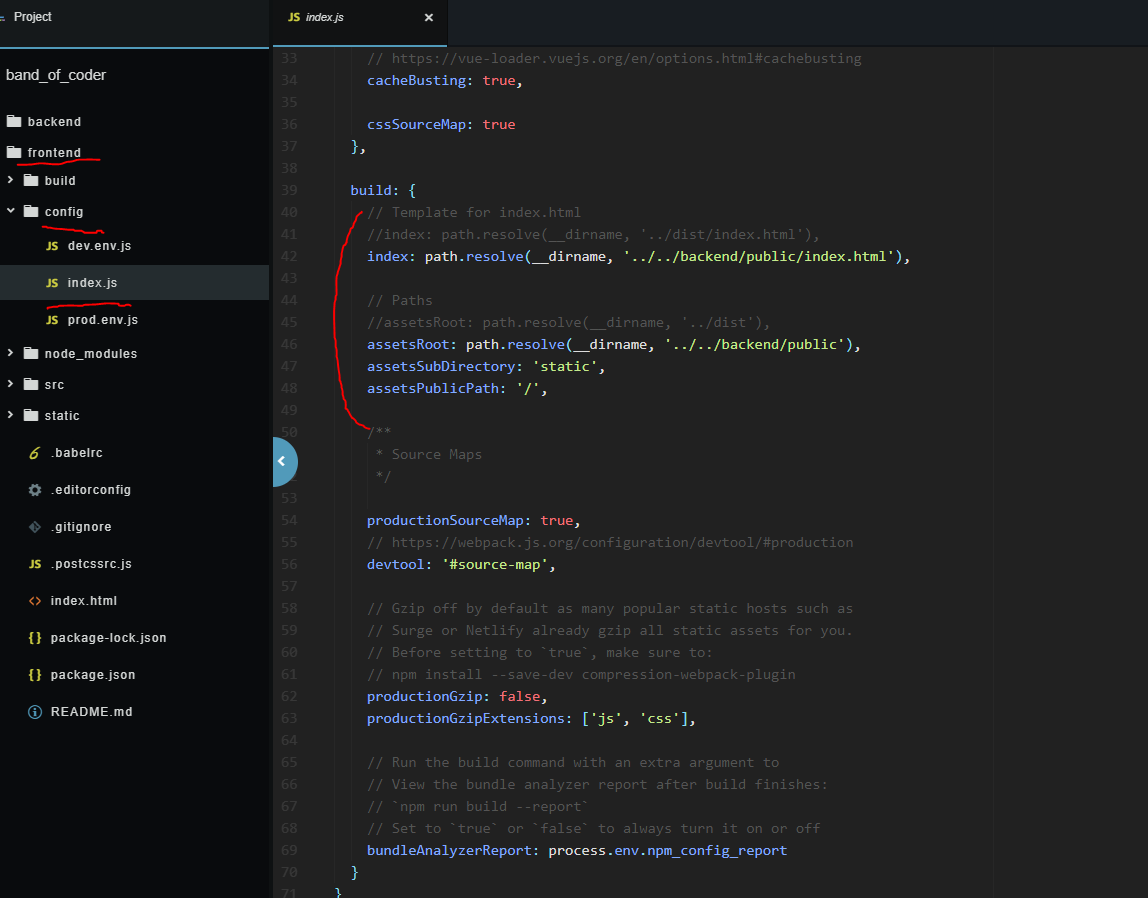 Project
band_of_coder
backend
frontend
build
config
JS dev.env.js
JS index.js
JS prod.env.js
node_modules
src
static
.babelrc
.editorconfig
.gitignore
JS .postcssrc.js
<> index.html
{} package-lock.json
{} package.json
README.md
JS index.js ×
33 // https://vue-loader.vuejs.org/en/options.html#cachebusting
34 cacheBusting: true,
35
36 cssSourceMap: true
37 },
38
39 build: {
40 // Template for index.html
41 //index: path.resolve(__dirname, '../dist/index.html'),
42 index: path.resolve(__dirname, '../../backend/public/index.html'),
43
44 // Paths
45 //assetsRoot: path.resolve(__dirname, '../dist'),
46 assetsRoot: path.resolve(__dirname, '../../backend/public'),
47 assetsSubDirectory: 'static',
48 assetsPublicPath: '/',
49
50 /**
* Source Maps
*/
53
54 productionSourceMap: true,
55 // https://webpack.js.org/configuration/devtool/#production
56 devtool: '#source-map',
57
58 // Gzip off by default as many popular static hosts such as
59 // Surge or Netlify already gzip all static assets for you.
60 // Before setting to `true`, make sure to:
61 // npm install --save-dev compression-webpack-plugin
62 productionGzip: false,
63 productionGzipExtensions: ['js', 'css'],
64
65 // Run the build command with an extra argument to
66 // View the bundle analyzer report after build finishes:
67 // `npm run build --report`
68 // Set to `true` or `false` to always turn it on or off
69 bundleAnalyzerReport: process.env.npm_config_report
70 }
71 }